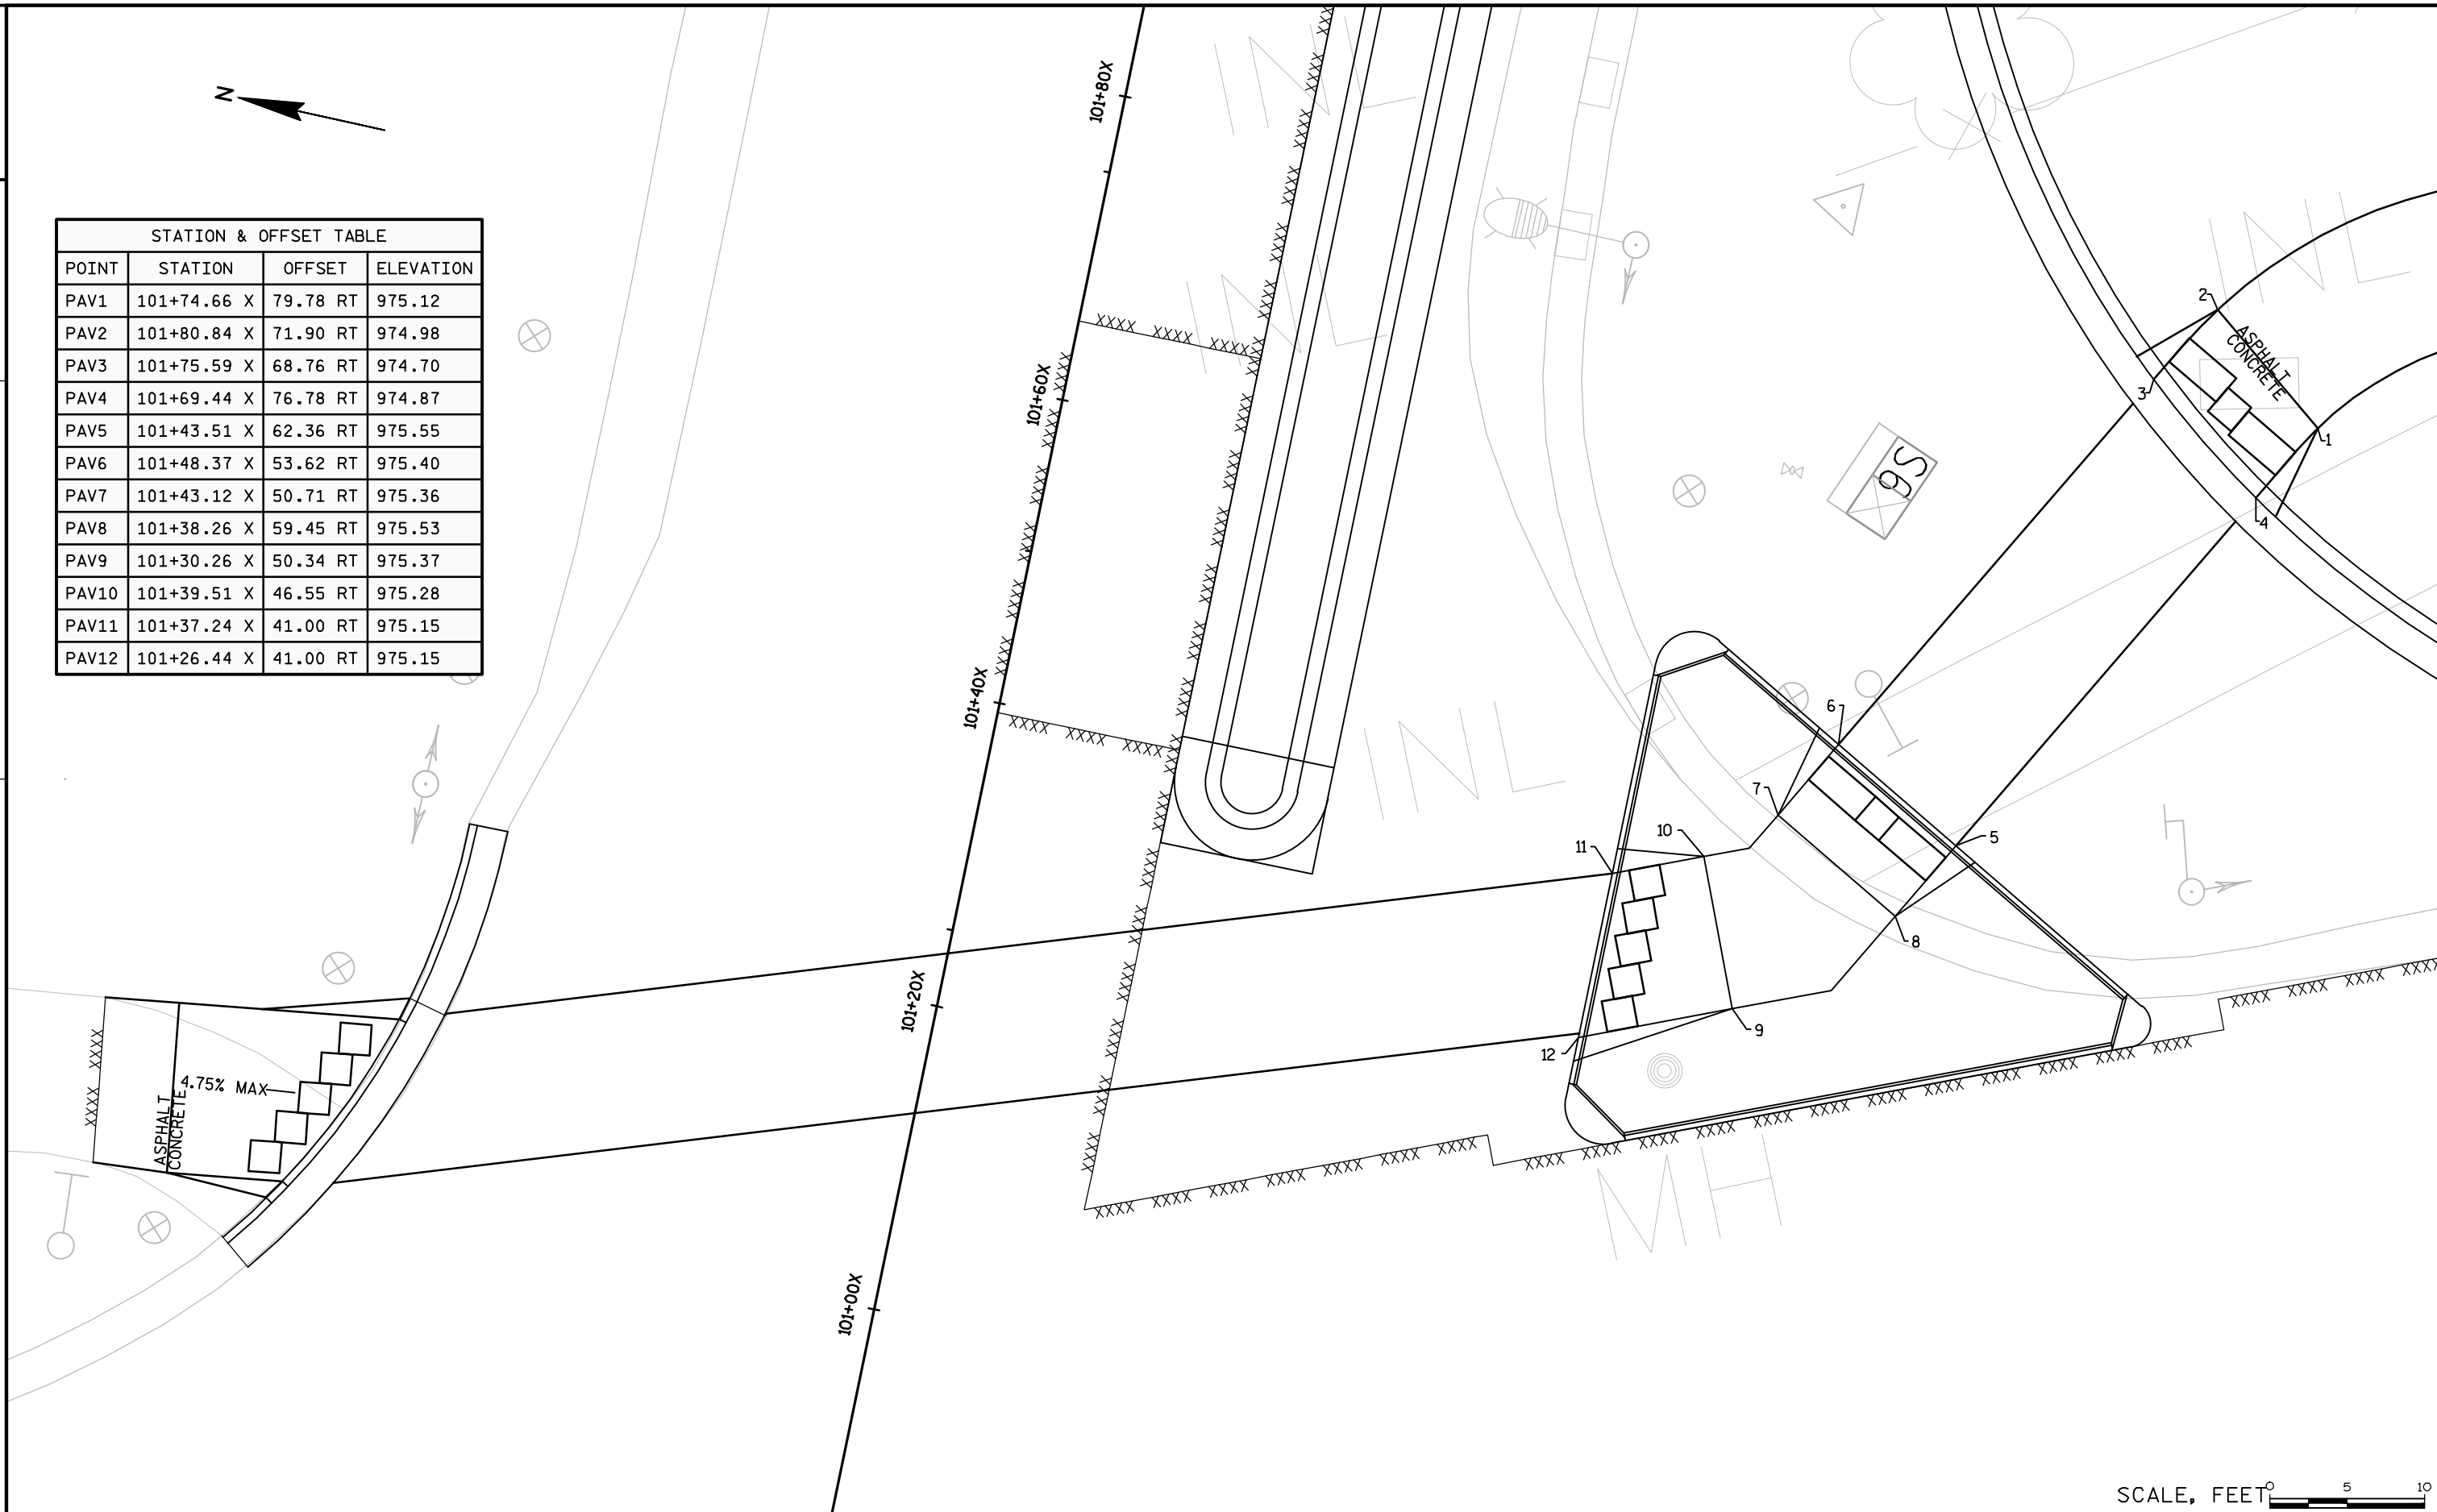 N
STATION & OFFSET TABLE
POINT STATION OFFSET ELEVATION
PAV1 101+74.66 X 79.78 RT 975.12
PAV2 101+80.84 X 71.90 RT 974.98
PAV3 101+75.59 X 68.76 RT 974.70
PAV4 101+69.44 X 76.78 RT 974.87
PAV5 101+43.51 X 62.36 RT 975.55
PAV6 101+48.37 X 53.62 RT 975.40
PAV7 101+43.12 X 50.71 RT 975.36
PAV8 101+38.26 X 59.45 RT 975.53
PAV9 101+30.26 X 50.34 RT 975.37
PAV10 101+39.51 X 46.55 RT 975.28
PAV11 101+37.24 X 41.00 RT 975.15
PAV12 101+26.44 X 41.00 RT 975.15
101+80X
101+60X
101+40X
101+20X
101+00X
INL
INL
INL
INL
MH
S6
2
ASPHALT
CONCRETE
3
1
4
6
7
5
10
11
8
9
12
4.75% MAX
ASPHALT
CONCRETE
SCALE, FEET 0 5 10